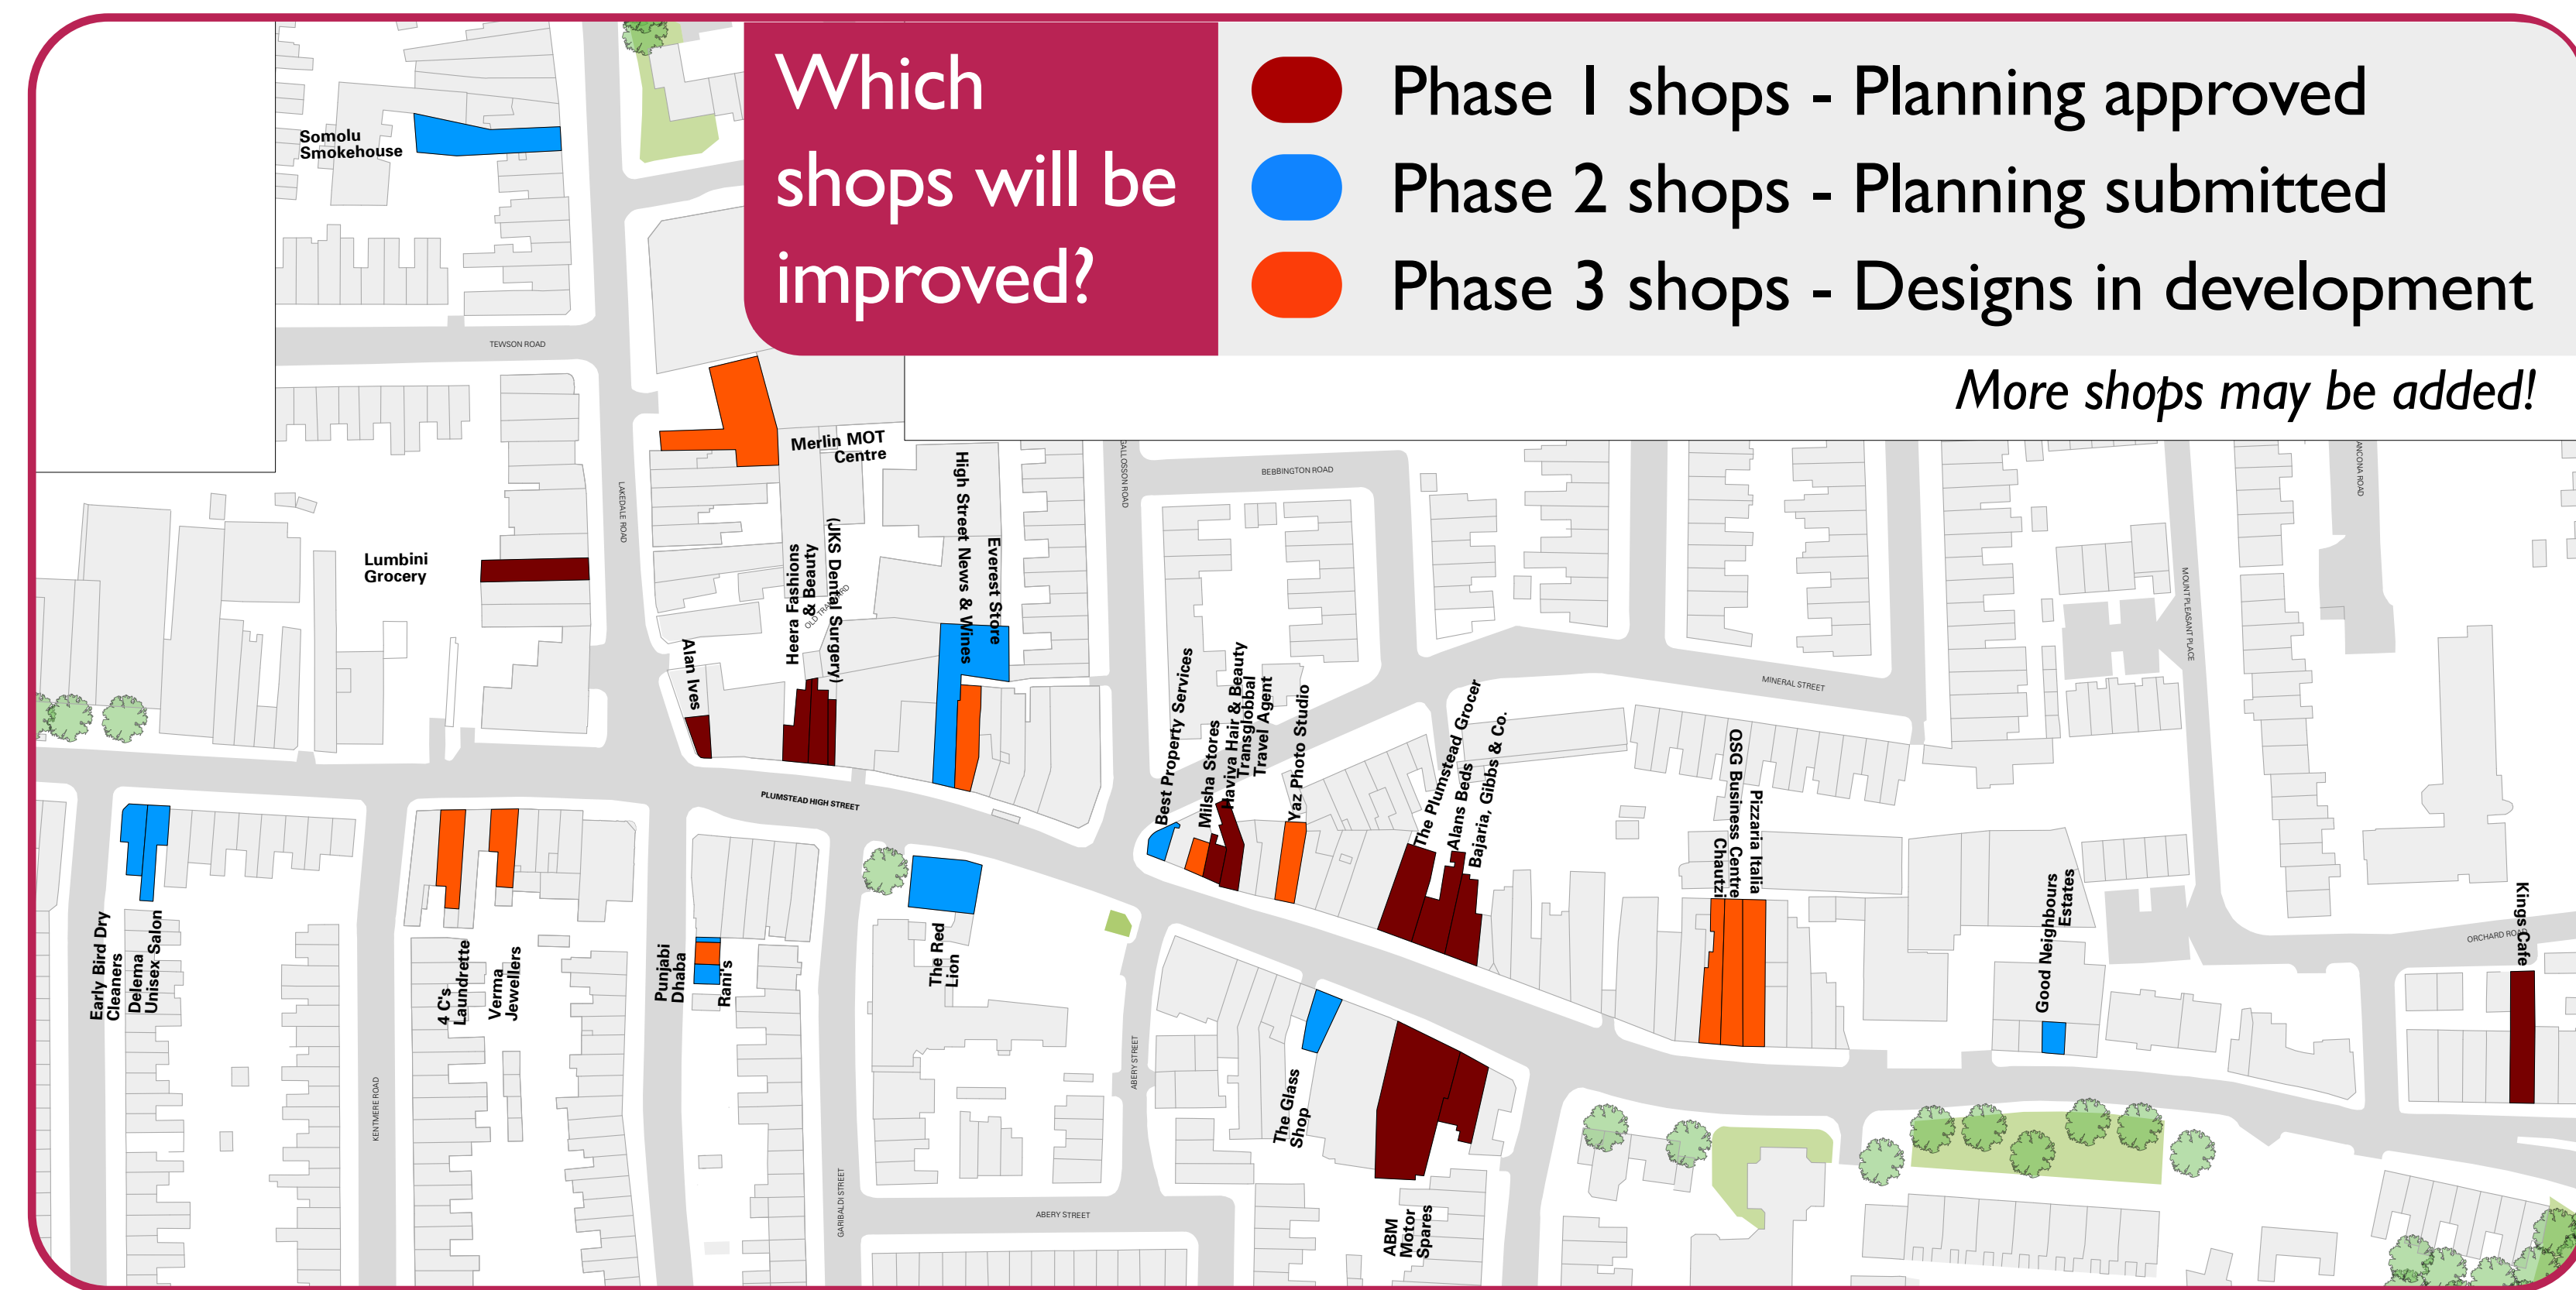 Which
shops will be
improved?
Phase 1 shops - Planning approved
Phase 2 shops - Planning submitted
Phase 3 shops - Designs in development
More shops may be added!
Somolu
Smokehouse
TEWSON ROAD
Merlin MOT
Centre
LAKEDALE ROAD
Lumbini
Grocery
Alan Ives
Heera Fashions
& Beauty
(JKS Dental Surgery)
High Street News & Wines
Everest Store
GALLOSSON ROAD
BEBBINGTON ROAD
ANCONA ROAD
MOUNT PLEASANT PLACE
MINERAL STREET
PLUMSTEAD HIGH STREET
Best Property Services
Milsha Stores
Haviva Hair & Beauty
Transglobal
Travel Agent
Yaz Photo Studio
The Plumstead Grocer
Alans Beds
Bajaria, Gibbs & Co.
Chautzi
QSG Business Centre
Pizzaria Italia
Good Neighbours
Estates
ORCHARD ROAD
Kings Cafe
Early Bird Dry
Cleaners
Delema
Unisex Salon
4 C's
Laundrette
Verma
Jewellers
Punjabi
Dhaba
Rani's
The Red
Lion
KENTMERE ROAD
GARIBALDI STREET
ABERY STREET
ABERY STREET
The Glass
Shop
ABM
Motor
Spares